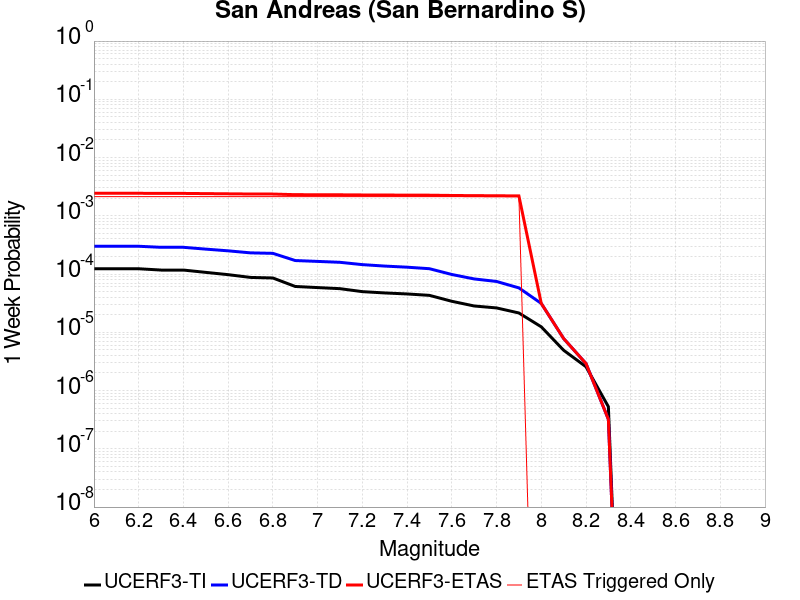 San Andreas (San Bernardino S)
10^0
10^-1
10^-2
10^-3
10^-4
10^-5
10^-6
10^-7
10^-8
1 Week Probability
6 6.2 6.4 6.6 6.8 7 7.2 7.4 7.6 7.8 8 8.2 8.4 8.6 8.8 9
Magnitude
UCERF3-TI UCERF3-TD UCERF3-ETAS ETAS Triggered Only